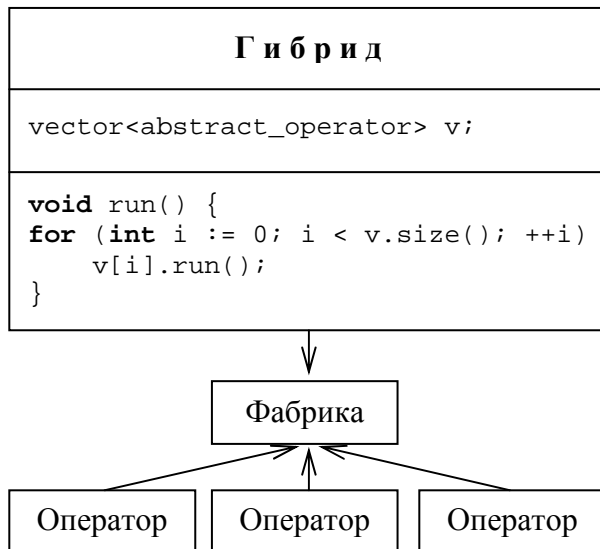 Г и б р и д
vector<abstract_operator> v;
void run() {
for (int i := 0; i < v.size(); ++i)
    v[i].run();
}
Фабрика
Оператор
Оператор
Оператор